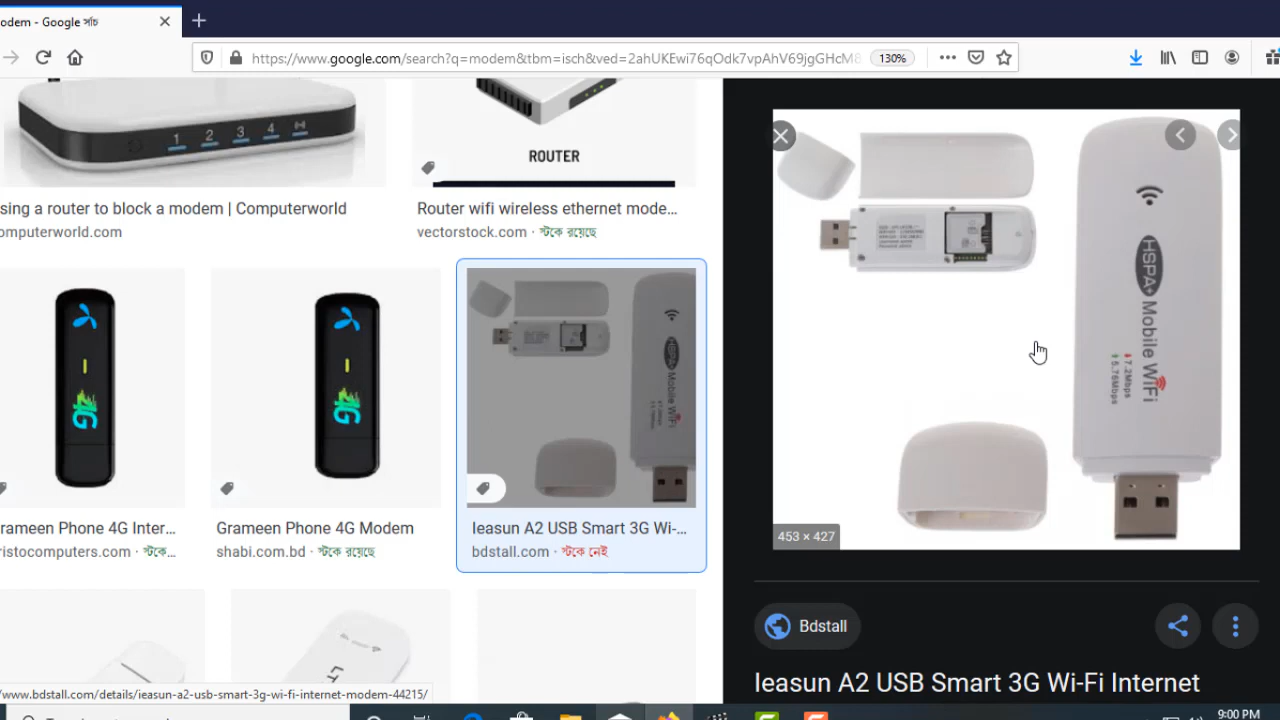 odem - Google সার্চ
https://www.google.com/search?q=modem&tbm=isch&ved=2ahUKEwi76qOdk7vpAhV69jgGHcM8
130%
1 2 3 4
ROUTER
sing a router to block a modem | Computerworld
omputerworld.com
Router wifi wireless ethernet mode...
vectorstock.com · স্টকে রয়েছে
4G
4G
HSPA+ Mobile WiFi
rameen Phone 4G Inter...
ristocomputers.com · স্টকে...
Grameen Phone 4G Modem
shabi.com.bd · স্টকে রয়েছে
Ieasun A2 USB Smart 3G Wi-...
bdstall.com · স্টকে নেই
HSPA+ Mobile WiFi
7.2Mbps
5.76Mbps
453 × 427
Bdstall
Ieasun A2 USB Smart 3G Wi-Fi Internet
/www.bdstall.com/details/ieasun-a2-usb-smart-3g-wi-fi-internet-modem-44215/
9:00 PM